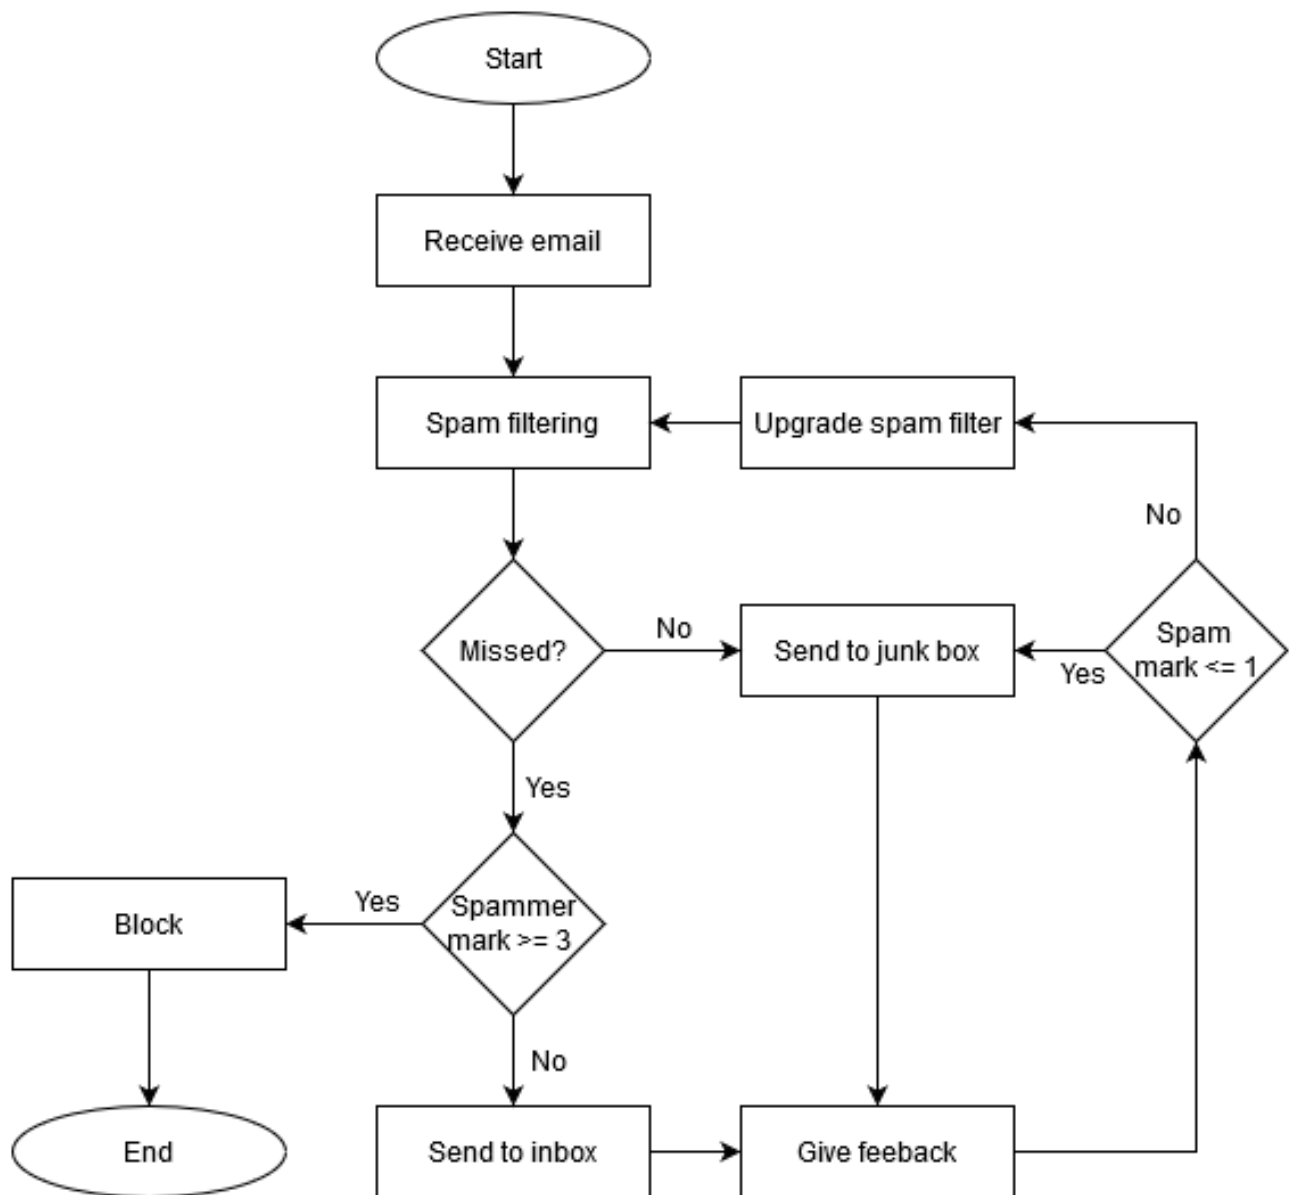 Start
Receive email
Spam filtering
Upgrade spam filter
No
Missed?
No
Send to junk box
Yes
Spam
mark <= 1
Yes
Block
Yes
Spammer
mark >= 3
No
End
Send to inbox
Give feeback